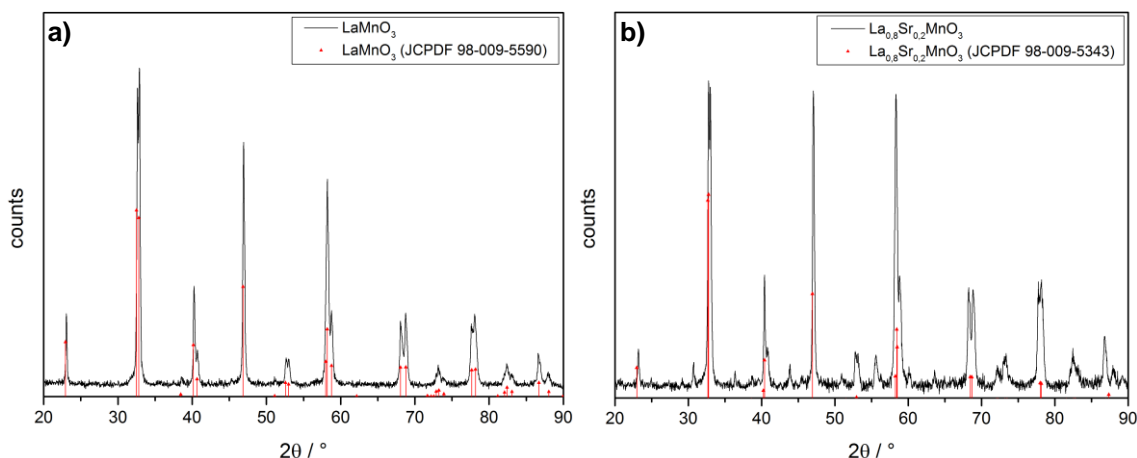 a)
LaMnO₃
LaMnO₃ (JCPDF 98-009-5590)
counts
20 30 40 50 60 70 80 90
2θ / °
b)
La₀,₈Sr₀,₂MnO₃
La₀,₈Sr₀,₂MnO₃ (JCPDF 98-009-5343)
counts
20 30 40 50 60 70 80 90
2θ / °